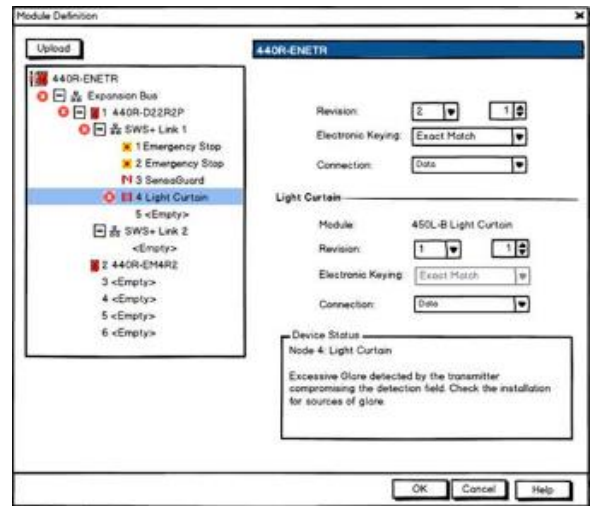 Module Definition
Upload
440R-ENETR
Expansion Bus
1 440R-D22R2P
SWS+ Link 1
1 Emergency Stop
2 Emergency Stop
3 SensaGuard
4 Light Curtain
5 <Empty>
SWS+ Link 2
<Empty>
2 440R-EM4R2
3 <Empty>
4 <Empty>
5 <Empty>
6 <Empty>
440R-ENETR
Revision: 2 1
Electronic Keying: Exact Match
Connection: Data
Light Curtain
Module: 450L-B Light Curtain
Revision: 1 1
Electronic Keying: Exact Match
Connection: Data
Device Status
Node 4: Light Curtain
Excessive Glare detected by the transmitter
compromising the detection field. Check the installation
for sources of glare.
OK Cancel Help